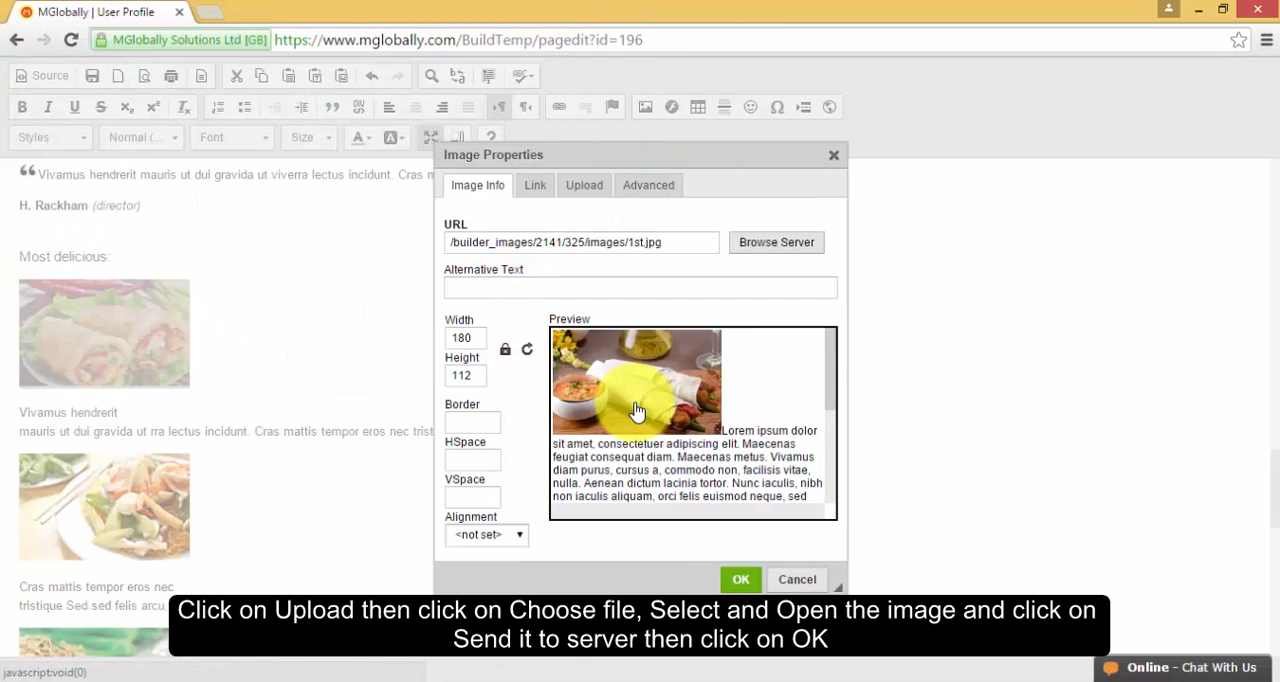 MGlobally | User Profile
MGlobally Solutions Ltd [GB] https://www.mglobally.com/BuildTemp/pagedit?id=196
Source
Styles Normal (... Font Size A A ?
Vivamus hendrerit mauris ut dui gravida ut viverra lectus incidunt. Cras m
H. Rackham (director)
Most delicious:
Vivamus hendrerit
mauris ut dui gravida ut rra lectus incidunt. Cras mattis tempor eros nec trist
Cras mattis tempor eros nec
tristique Sed sed felis arcu,
Image Properties
Image Info Link Upload Advanced
URL
/builder_images/2141/325/images/1st.jpg Browse Server
Alternative Text
Width
180
Height
112
Border
HSpace
VSpace
Alignment
<not set>
Preview
Lorem ipsum dolor
sit amet, consectetuer adipiscing elit. Maecenas
feugiat consequat diam. Maecenas metus. Vivamus
diam purus, cursus a, commodo non, facilisis vitae,
nulla. Aenean dictum lacinia tortor. Nunc iaculis, nibh
non iaculis aliquam, orci felis euismod neque, sed
OK Cancel
Click on Upload then click on Choose file, Select and Open the image and click on
Send it to server then click on OK
javascript:void(0)
Online - Chat With Us